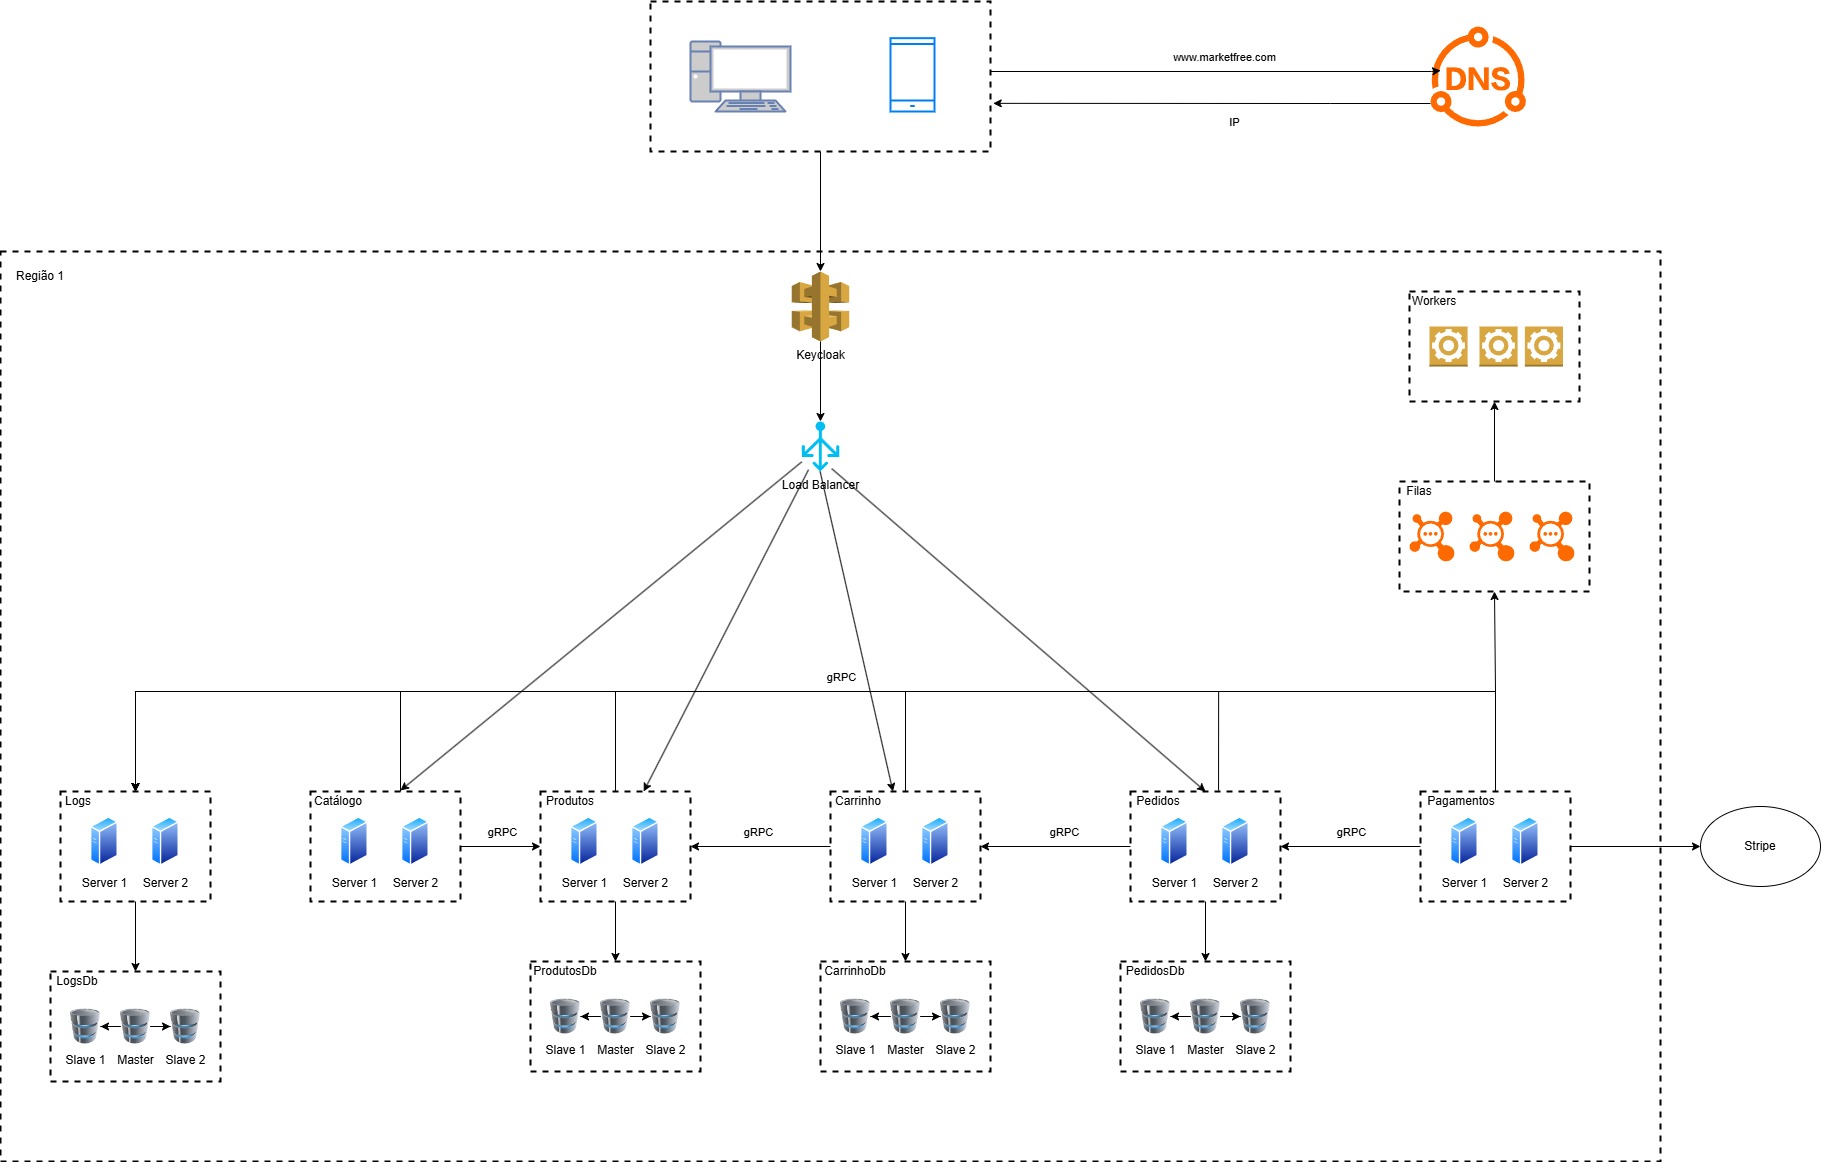 www.marketfree.com
DNS
IP
Região 1
Keycloak
Workers
Load Balancer
Filas
gRPC
Logs
Server 1
Server 2
Catálogo
Server 1
Server 2
gRPC
Produtos
Server 1
Server 2
gRPC
Carrinho
Server 1
Server 2
gRPC
Pedidos
Server 1
Server 2
gRPC
Pagamentos
Server 1
Server 2
Stripe
LogsDb
Slave 1
Master
Slave 2
ProdutosDb
Slave 1
Master
Slave 2
CarrinhoDb
Slave 1
Master
Slave 2
PedidosDb
Slave 1
Master
Slave 2